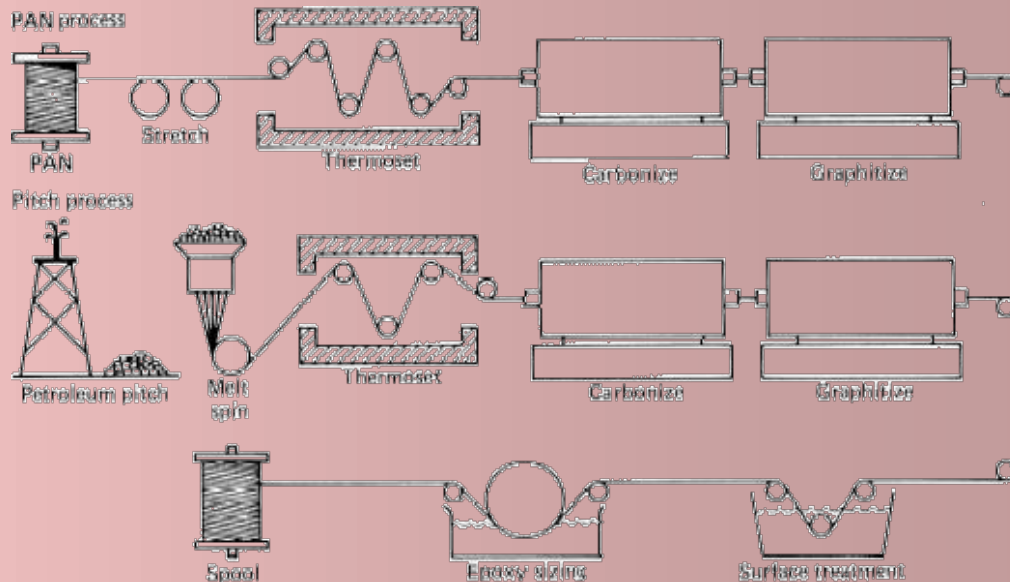 PAN process
PAN
Stretch
Thermoset
Carbonize
Graphitize
Pitch process
Petroleum pitch
Melt
spin
Thermoset
Carbonize
Graphitize
Spool
Epoxy sizing
Surface treatment